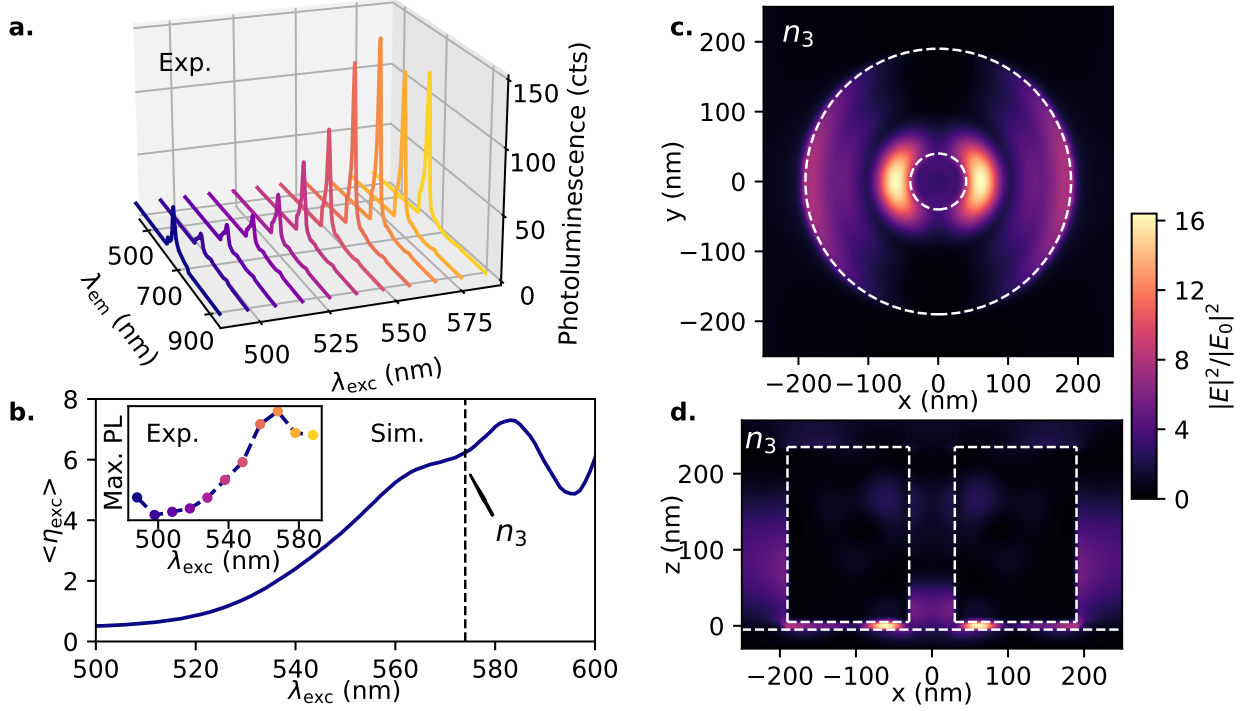 a.
Exp.
150
100
50
0
Photoluminescence (cts)
500
700
900
λem (nm)
500
525
550
575
λexc (nm)
b.
8
6
4
2
0
<ηexc>
Exp.
Sim.
Max. PL
500
540
580
λexc (nm)
n3
500
520
540
560
580
600
λexc (nm)
c.
n3
200
100
0
−100
−200
y (nm)
−200
−100
0
100
200
x (nm)
16
12
8
4
0
|E|²/|E0|²
d.
n3
200
100
0
z (nm)
−200
−100
0
100
200
x (nm)